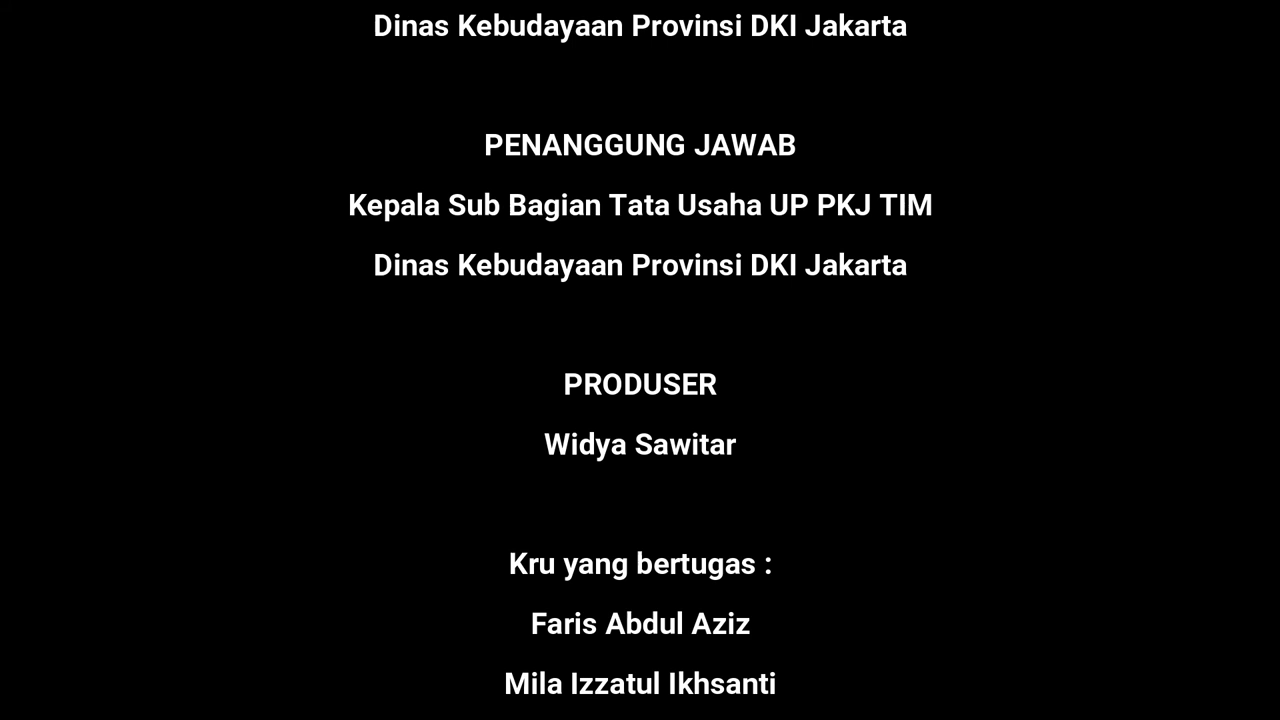 Dinas Kebudayaan Provinsi DKI Jakarta
PENANGGUNG JAWAB
Kepala Sub Bagian Tata Usaha UP PKJ TIM
Dinas Kebudayaan Provinsi DKI Jakarta
PRODUSER
Widya Sawitar
Kru yang bertugas :
Faris Abdul Aziz
Mila Izzatul Ikhsanti